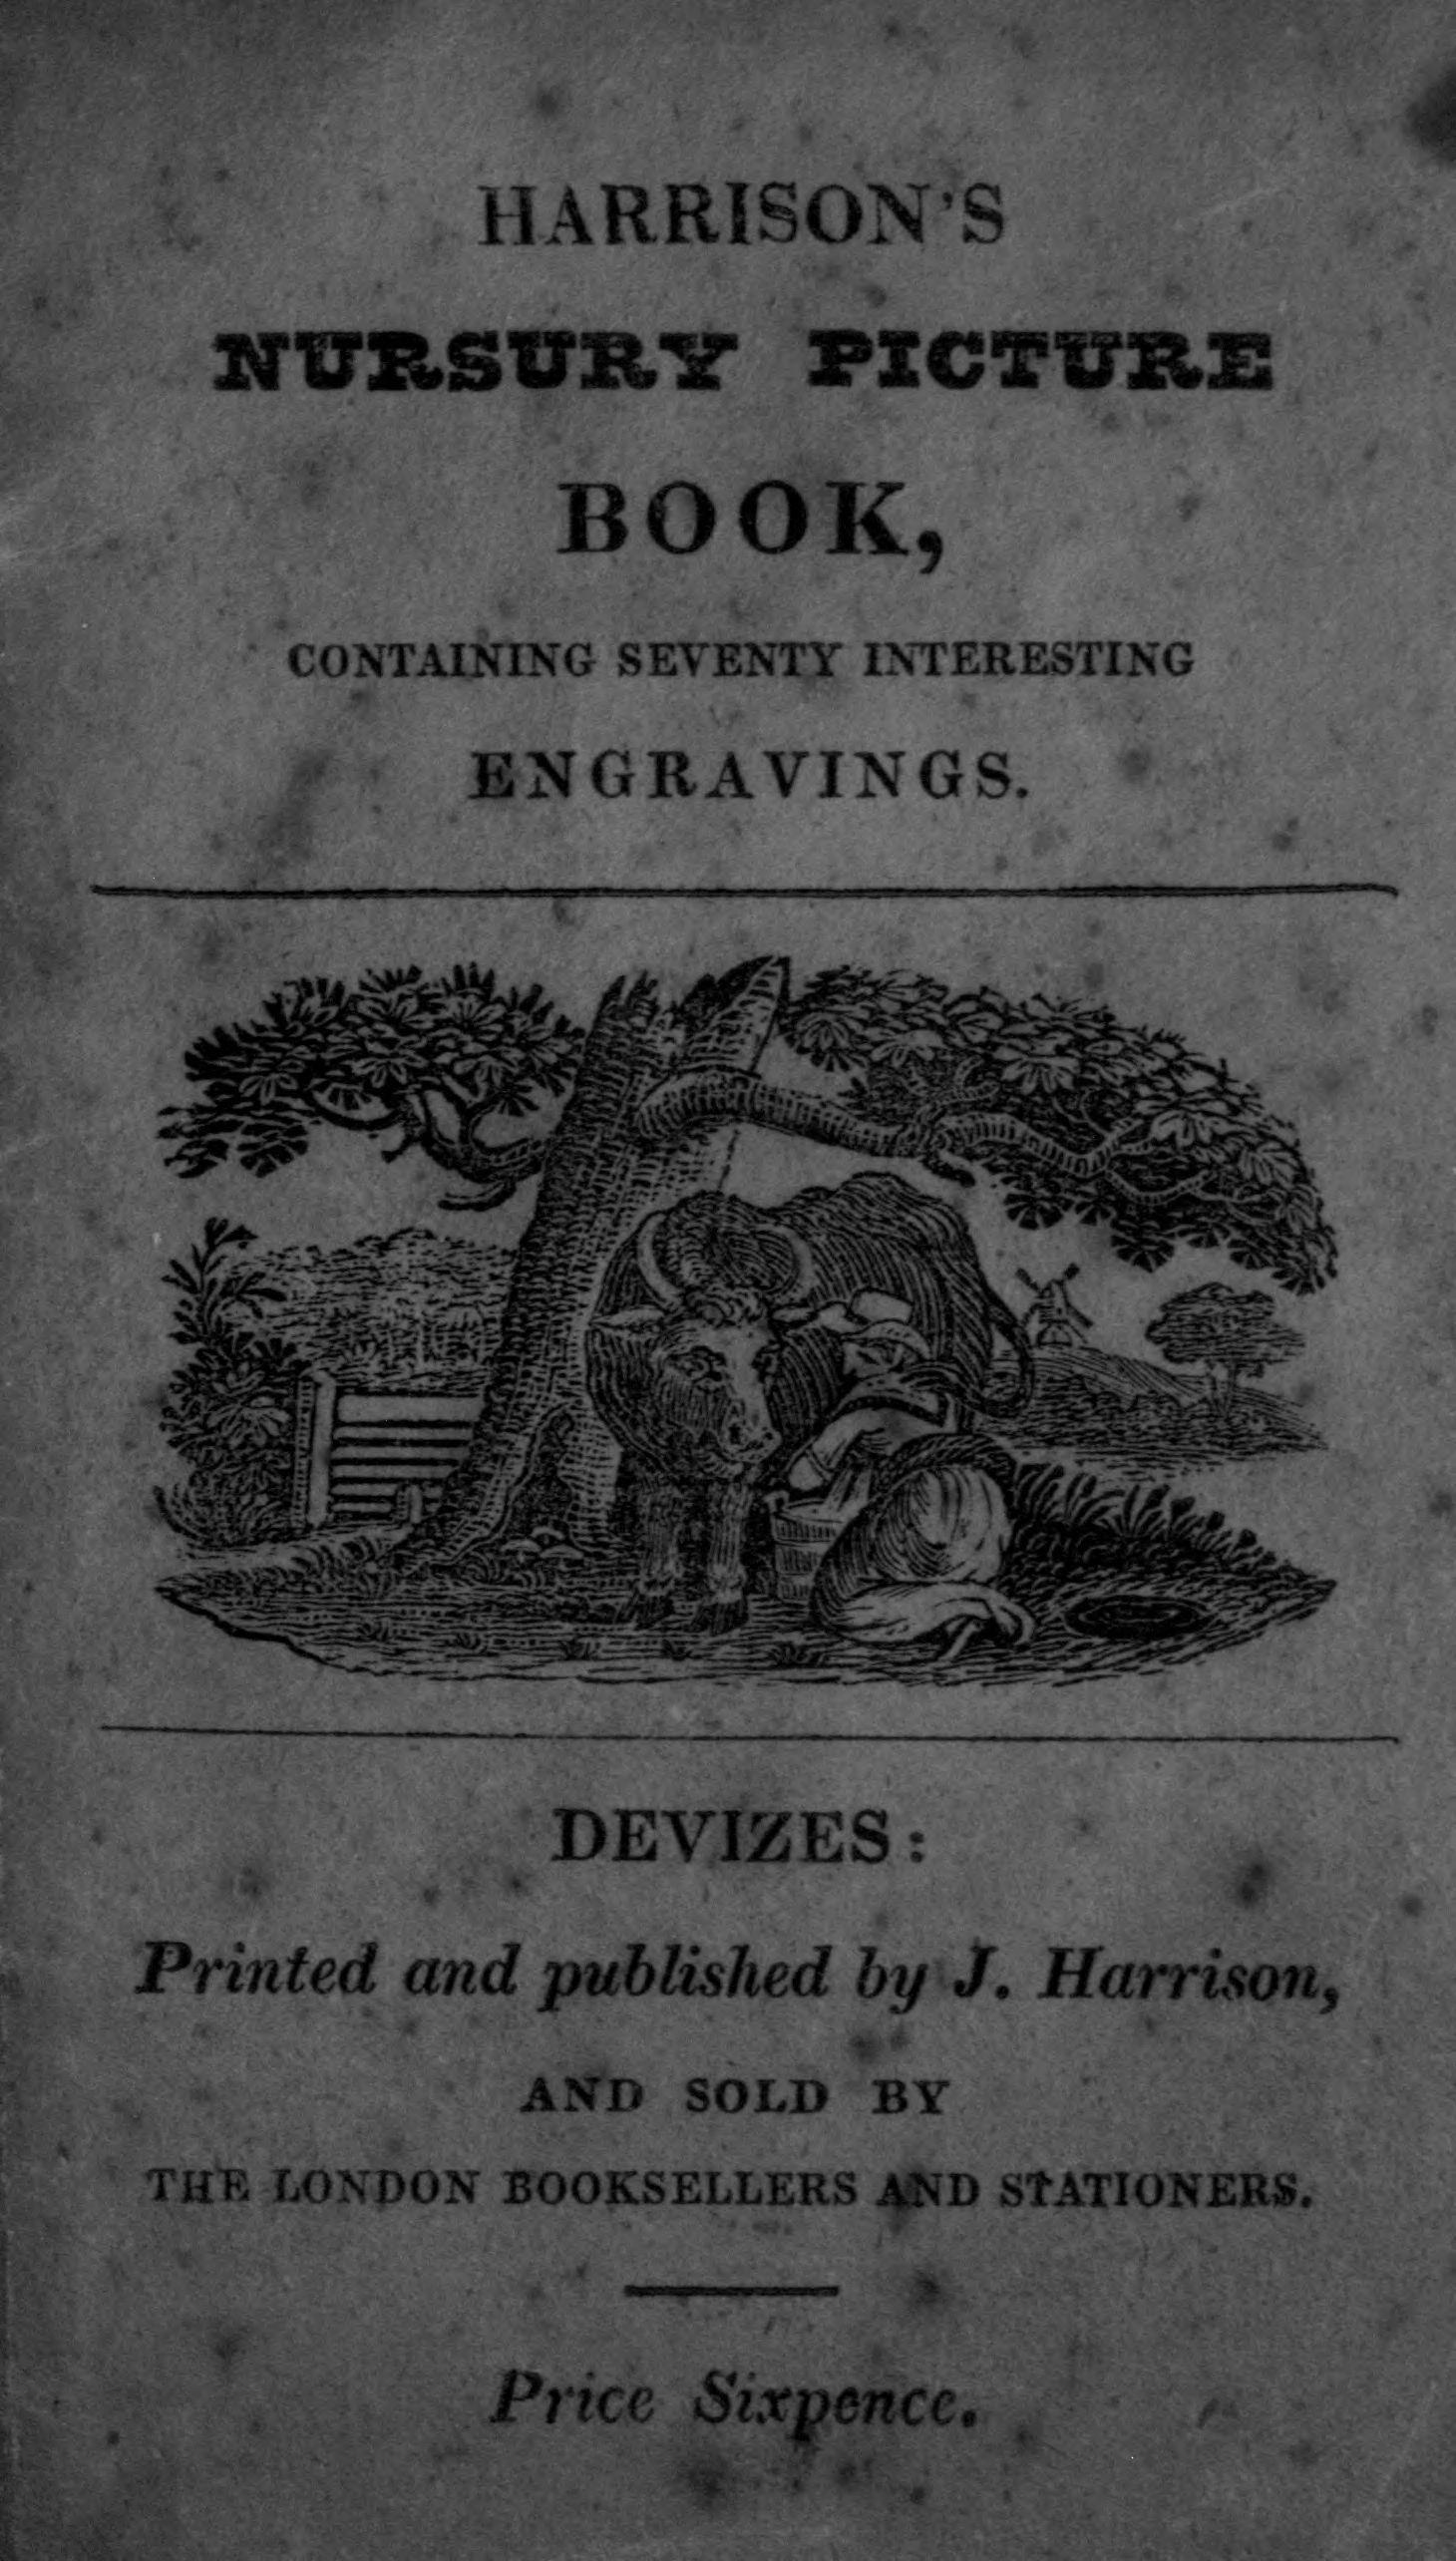 HARRISON'S
NURSURY PICTURE
BOOK,
CONTAINING SEVENTY INTERESTING
ENGRAVINGS.
DEVIZES:
Printed and published by J. Harrison,
AND SOLD BY
THE LONDON BOOKSELLERS AND STATIONERS.
Price Sixpence.